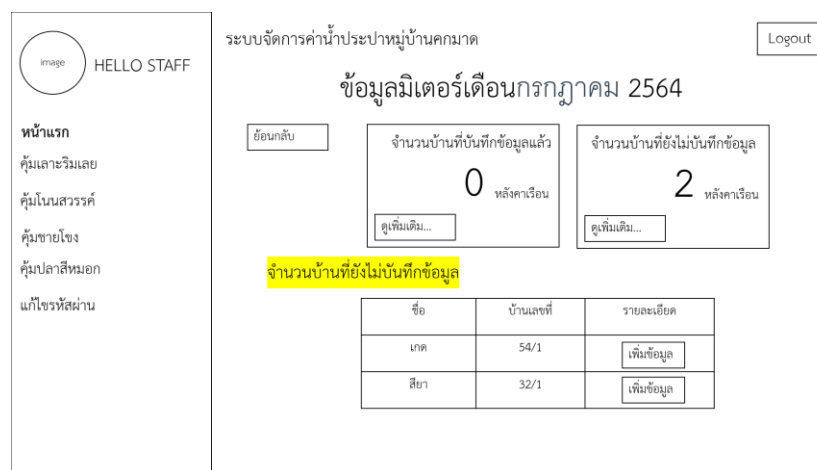 image
HELLO STAFF
หน้าแรก
คุ้มเลาะริมเลย
คุ้มโนนสวรรค์
คุ้มชายโขง
คุ้มปลาสีหมอก
แก้ไขรหัสผ่าน
ระบบจัดการค่าน้ำประปาหมู่บ้านคกมาด
Logout
ข้อมูลมิเตอร์เดือนกรกฎาคม 2564
ย้อนกลับ
จำนวนบ้านที่บันทึกข้อมูลแล้ว
0 หลังคาเรือน
ดูเพิ่มเติม...
จำนวนบ้านที่ยังไม่บันทึกข้อมูล
2 หลังคาเรือน
ดูเพิ่มเติม...
จำนวนบ้านที่ยังไม่บันทึกข้อมูล
ชื่อ บ้านเลขที่ รายละเอียด
เกด 54/1 เพิ่มข้อมูล
สียา 32/1 เพิ่มข้อมูล